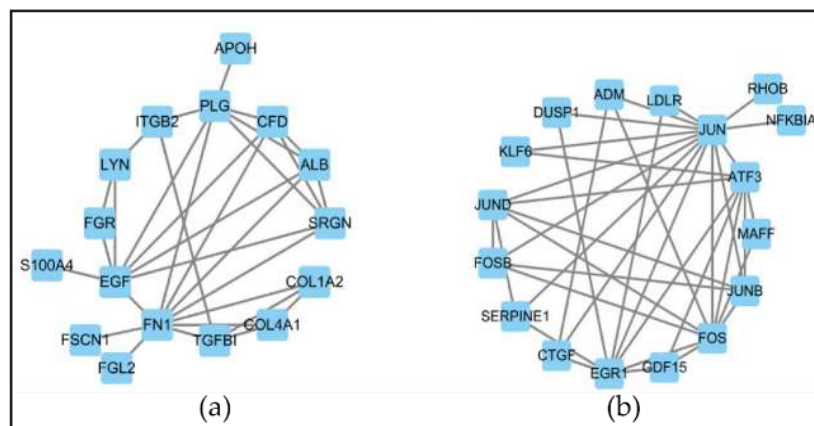 APOH
PLG
ITGB2
CFD
LYN
ALB
FGR
SRGN
S100A4
EGF
COL1A2
FN1
COL4A1
FSCN1
TGFBI
FGL2
(a)
RHOB
ADM
LDLR
DUSP1
JUN
NFKBIA
KLF6
ATF3
JUND
MAFF
FOSB
JUNB
SERPINE1
FOS
CTGF
EGR1
GDF15
(b)